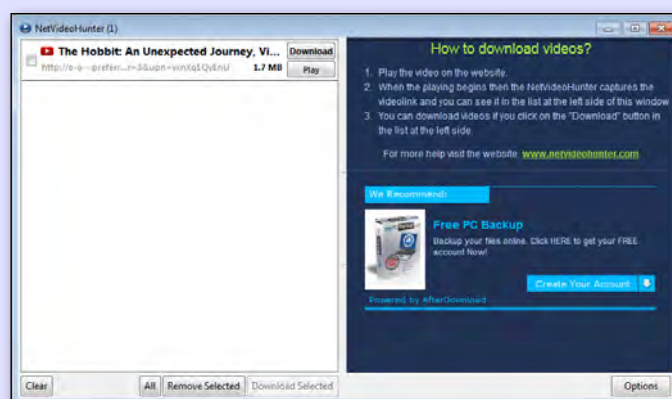 NetVideoHunter (1)
The Hobbit: An Unexpected Journey, Vi...
Download
1.7 MB
Play
How to download videos?
1. Play the video on the website.
2. When the playing begins then the NetVideoHunter captures the
videolink and you can see it in the list at the left side of this window
3. You can download videos if you click on the "Download" button in
the list at the left side.
For more help visit the website www.netvideohunter.com
We Recommend:
Free PC Backup
Backup your files online. Click HERE to get your FREE
account Now!
Create Your Account
Powered by AfterDownload
Clear
All
Remove Selected
Download Selected
Options